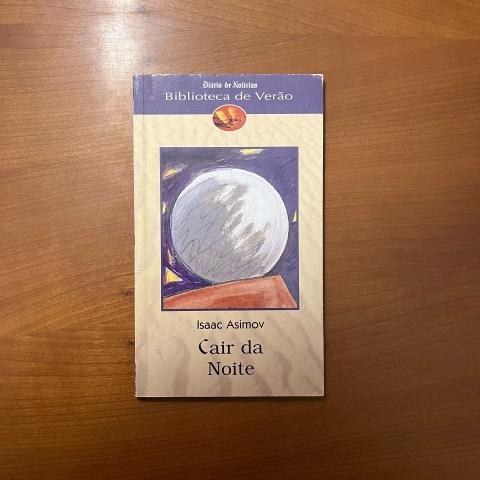 Diário de Notícias
Biblioteca de Verão
Isaac Asimov
Cair da
Noite